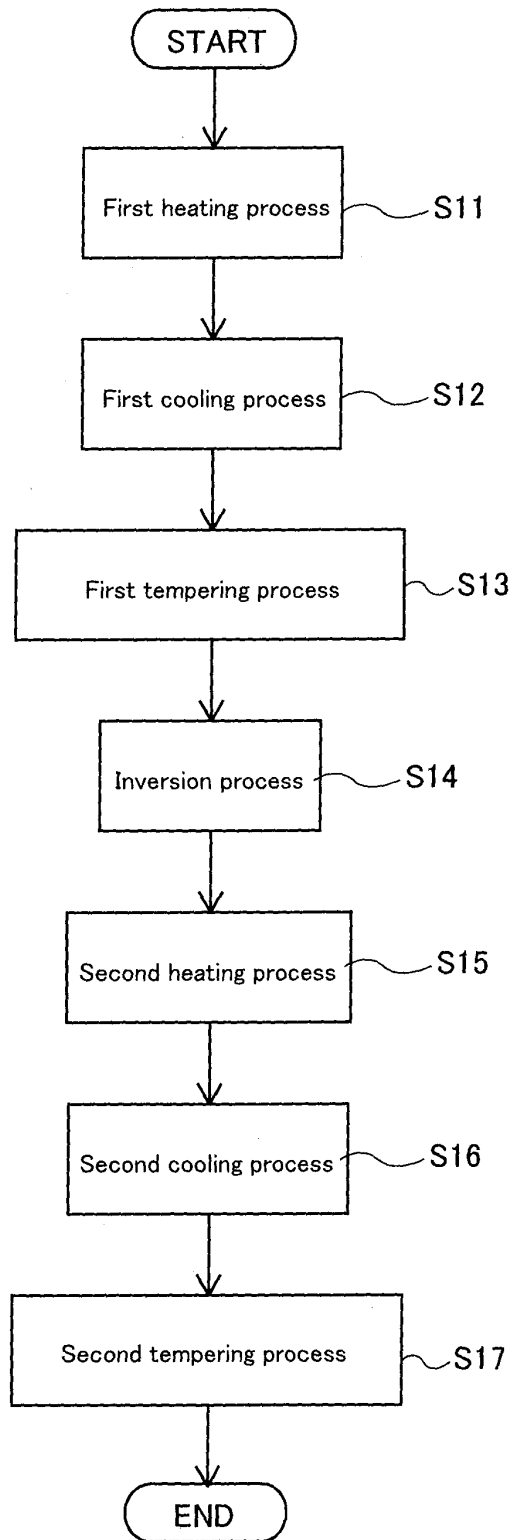 START
First heating process
S11
First cooling process
S12
First tempering process
S13
Inversion process
S14
Second heating process
S15
Second cooling process
S16
Second tempering process
S17
END